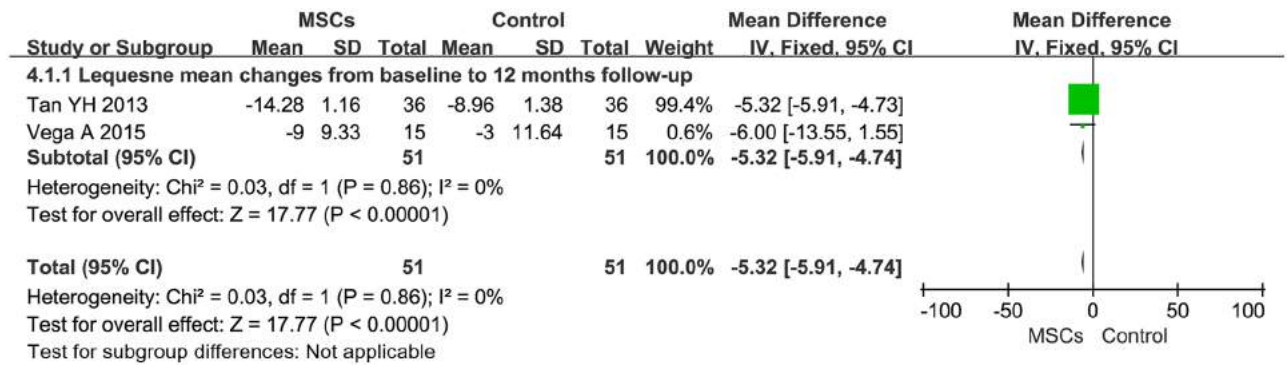 MSCs Control Mean Difference Mean Difference
Study or Subgroup Mean SD Total Mean SD Total Weight IV, Fixed, 95% CI IV, Fixed, 95% CI
4.1.1 Lequesne mean changes from baseline to 12 months follow-up
Tan YH 2013 -14.28 1.16 36 -8.96 1.38 36 99.4% -5.32 [-5.91, -4.73]
Vega A 2015 -9 9.33 15 -3 11.64 15 0.6% -6.00 [-13.55, 1.55]
Subtotal (95% CI) 51 51 100.0% -5.32 [-5.91, -4.74]
Heterogeneity: Chi² = 0.03, df = 1 (P = 0.86); I² = 0%
Test for overall effect: Z = 17.77 (P < 0.00001)
Total (95% CI) 51 51 100.0% -5.32 [-5.91, -4.74]
Heterogeneity: Chi² = 0.03, df = 1 (P = 0.86); I² = 0%
Test for overall effect: Z = 17.77 (P < 0.00001)
Test for subgroup differences: Not applicable
-100 -50 0 50 100
MSCs Control